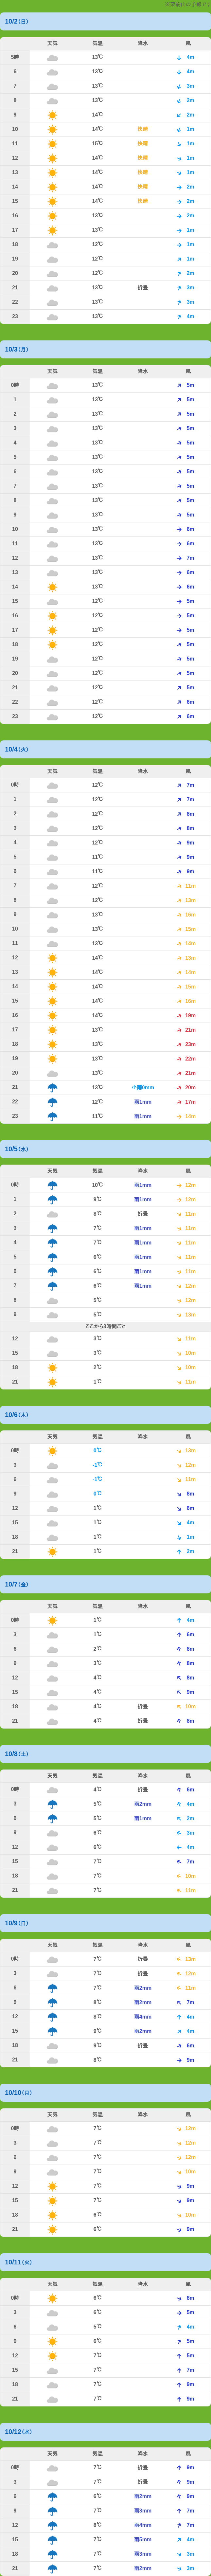 10/2(日)
天気 気温 降水 風
5時 13℃ 4m
6 13℃ 4m
7 13℃ 3m
8 13℃ 2m
9 14℃ 2m
10 14℃ 快適 1m
11 15℃ 快適 1m
12 14℃ 快適 1m
13 14℃ 快適 1m
14 14℃ 快適 2m
15 14℃ 快適 2m
16 13℃ 2m
17 13℃ 1m
18 12℃ 1m
19 12℃ 1m
20 12℃ 2m
21 13℃ 折畳 3m
22 13℃ 3m
23 13℃ 4m
10/3(月)
天気 気温 降水 風
0時 13℃ 5m
1 13℃ 5m
2 13℃ 5m
3 13℃ 5m
4 13℃ 5m
5 13℃ 5m
6 13℃ 5m
7 13℃ 5m
8 13℃ 5m
9 13℃ 5m
10 13℃ 6m
11 13℃ 6m
12 13℃ 7m
13 13℃ 6m
14 13℃ 6m
15 12℃ 5m
16 12℃ 5m
17 12℃ 5m
18 12℃ 5m
19 12℃ 5m
20 12℃ 5m
21 12℃ 5m
22 12℃ 6m
23 12℃ 6m
10/4(火)
天気 気温 降水 風
0時 12℃ 7m
1 12℃ 7m
2 12℃ 8m
3 12℃ 8m
4 12℃ 9m
5 11℃ 9m
6 11℃ 9m
7 12℃ 11m
8 12℃ 13m
9 13℃ 16m
10 13℃ 15m
11 13℃ 14m
12 14℃ 13m
13 14℃ 14m
14 14℃ 15m
15 14℃ 16m
16 14℃ 19m
17 13℃ 21m
18 13℃ 23m
19 13℃ 22m
20 13℃ 21m
21 13℃ 小雨0mm 20m
22 12℃ 雨1mm 17m
23 11℃ 雨1mm 14m
10/5(水)
天気 気温 降水 風
0時 10℃ 雨1mm 12m
1 9℃ 雨1mm 12m
2 8℃ 折畳 11m
3 7℃ 雨1mm 11m
4 7℃ 雨1mm 11m
5 6℃ 雨1mm 11m
6 6℃ 雨1mm 11m
7 6℃ 雨1mm 12m
8 5℃ 12m
9 5℃ 13m
ここから3時間ごと
12 3℃ 11m
15 3℃ 10m
18 2℃ 10m
21 1℃ 11m
10/6(木)
天気 気温 降水 風
0時 0℃ 13m
3 -1℃ 12m
6 -1℃ 11m
9 0℃ 8m
12 1℃ 6m
15 1℃ 4m
18 1℃ 1m
21 1℃ 2m
10/7(金)
天気 気温 降水 風
0時 1℃ 4m
3 1℃ 6m
6 2℃ 8m
9 3℃ 8m
12 4℃ 8m
15 4℃ 9m
18 4℃ 折畳 10m
21 4℃ 折畳 8m
10/8(土)
天気 気温 降水 風
0時 4℃ 折畳 6m
3 5℃ 雨2mm 4m
6 5℃ 雨1mm 2m
9 6℃ 3m
12 6℃ 4m
15 7℃ 7m
18 7℃ 10m
21 7℃ 11m
10/9(日)
天気 気温 降水 風
0時 7℃ 折畳 13m
3 7℃ 折畳 12m
6 7℃ 雨2mm 11m
9 8℃ 雨2mm 7m
12 8℃ 雨4mm 4m
15 9℃ 雨2mm 4m
18 9℃ 折畳 6m
21 8℃ 9m
10/10(月)
天気 気温 降水 風
0時 7℃ 12m
3 7℃ 12m
6 7℃ 12m
9 7℃ 10m
12 7℃ 9m
15 7℃ 9m
18 6℃ 10m
21 6℃ 9m
10/11(火)
天気 気温 降水 風
0時 6℃ 8m
3 6℃ 5m
6 5℃ 4m
9 6℃ 5m
12 7℃ 5m
15 7℃ 7m
18 7℃ 9m
21 7℃ 9m
10/12(水)
天気 気温 降水 風
0時 7℃ 折畳 9m
3 7℃ 折畳 9m
6 6℃ 雨2mm 9m
9 7℃ 雨3mm 7m
12 8℃ 雨4mm 7m
15 7℃ 雨5mm 4m
18 7℃ 雨3mm 3m
21 7℃ 雨2mm 3m